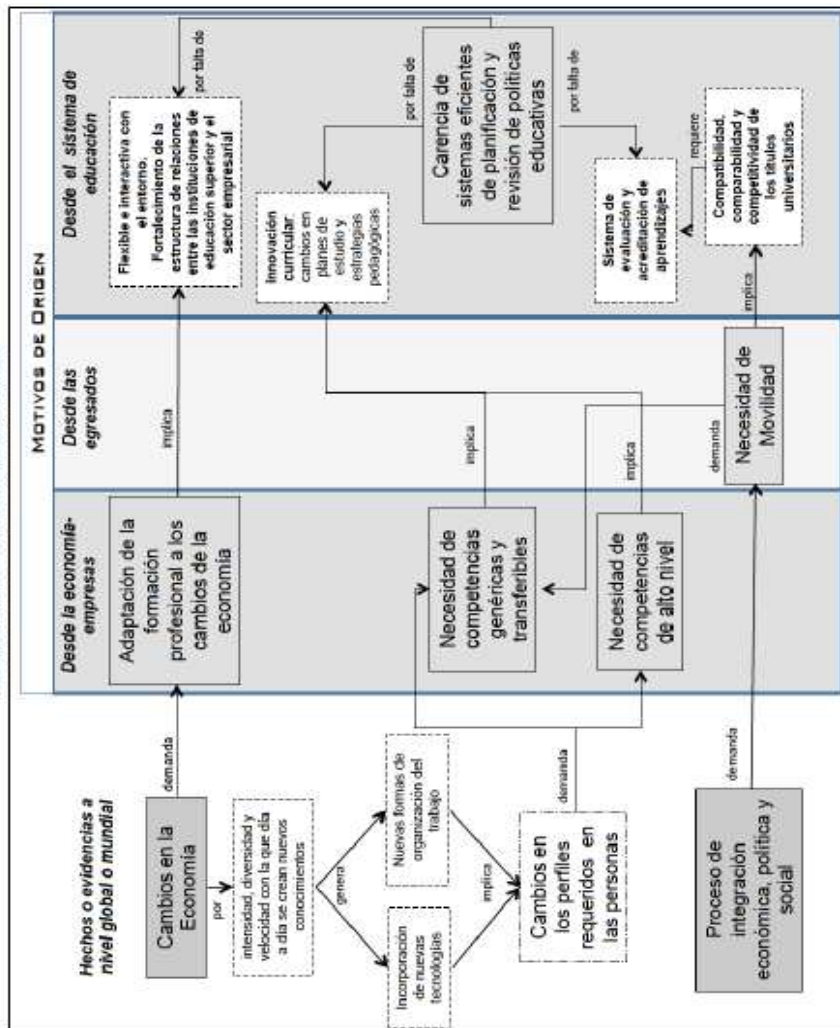 MOTIVOS DE ORIGEN
Hechos o evidencias a
nivel global o mundial
Desde la economía-
empresas
Desde las
egresados
Desde el sistema de
educación
Cambios en la
Economía
demanda
Adaptación de la
formación
profesional a los
cambios de la
economía
implica
Flexible e interactiva con
el entorno.
Fortalecimiento de la
estructura de relaciones
entre las instituciones de
educación superior y el
sector empresarial
por falta de
por
intensidad, diversidad y
velocidad con la que día
a día se crean nuevos
conocimientos
genera
Incorporación
de nuevas
tecnologías
Nuevas formas de
organización del
trabajo
implica
Cambios en
los perfiles
requeridos en
las personas
demanda
Necesidad de
competencias
genéricas y
transferibles
implica
Innovación
curricular:
cambios en
planes de
estudio y
estrategias
pedagógicas
por falta de
Carencia de
sistemas eficientes
de planificación y
revisión de políticas
educativas
por falta de
Necesidad de
competencias
de alto nivel
implica
Sistema de
evaluación y
acreditación de
aprendizajes
requiere
Proceso de
integración
económica, política y
social
demanda
Necesidad de
Movilidad
demanda
implica
Compatibilidad,
comparabilidad y
competitividad de
los títulos
universitarios